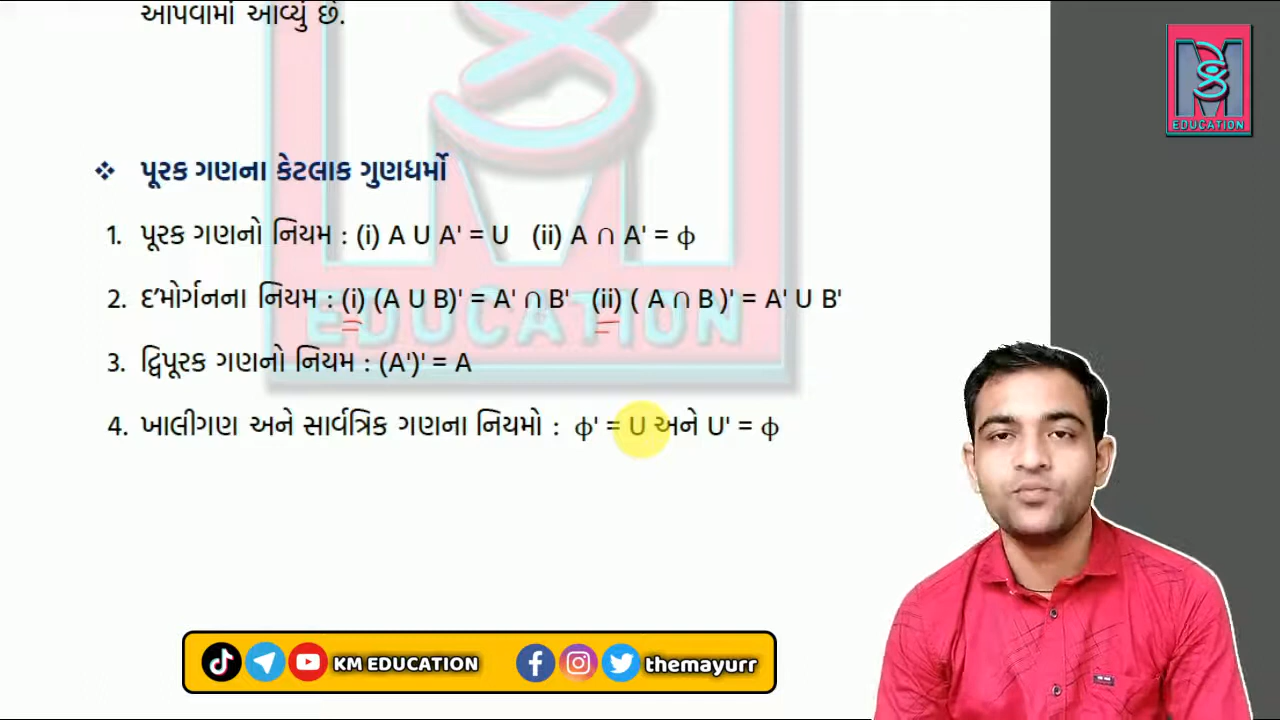 આપવામાં આવ્યું છે.
❖ પૂરક ગણના કેટલાક ગુણધર્મો
1. પૂરક ગણનો નિયમ : (i) A U A' = U (ii) A ∩ A' = ϕ
2. દ'મોર્ગનના નિયમ : (i) (A U B)' = A' ∩ B' (ii) ( A ∩ B )' = A' U B'
3. દ્વિપૂરક ગણનો નિયમ : (A')' = A
4. ખાલીગણ અને સાર્વત્રિક ગણના નિયમો : ϕ' = U અને U' = ϕ
EDUCATION
EDUCATION
KM EDUCATION
themayurr